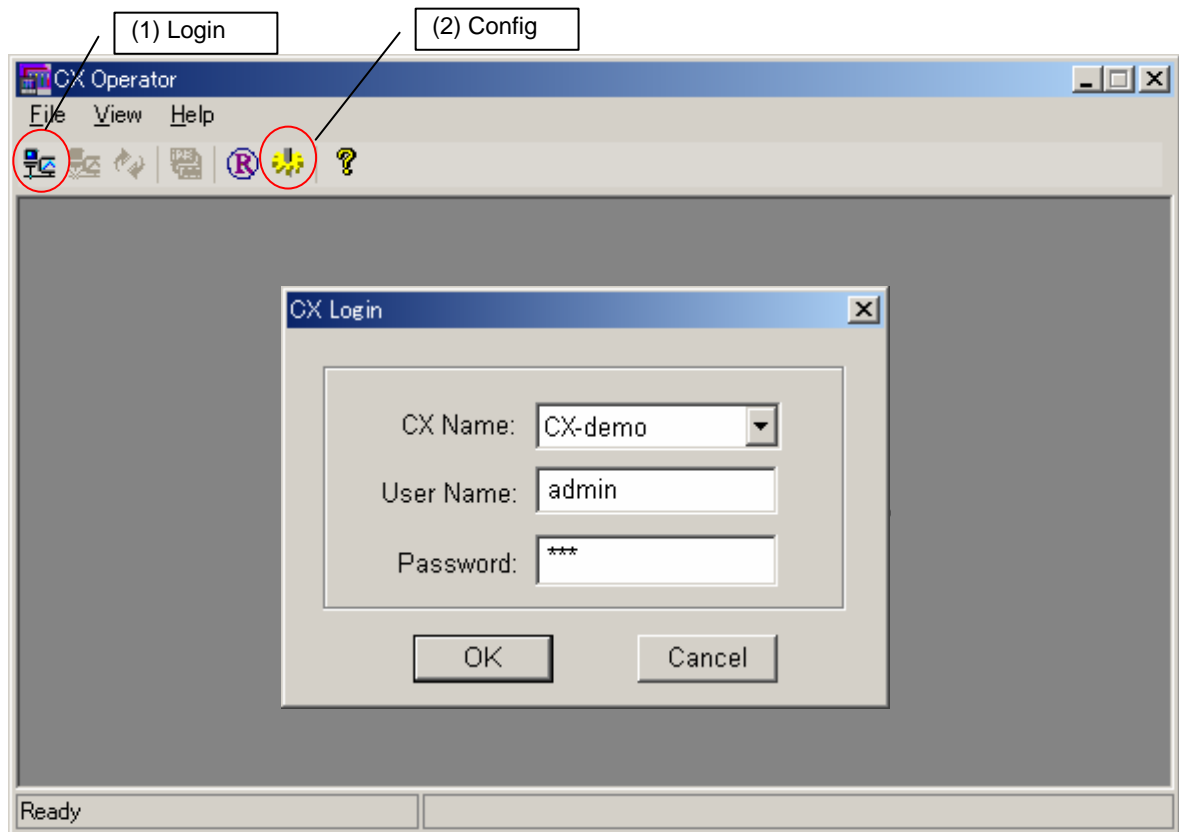 (1) Login
(2) Config
CX Operator
File View Help
R ?
CX Login
CX Name: CX-demo
User Name: admin
Password: ***
OK Cancel
Ready